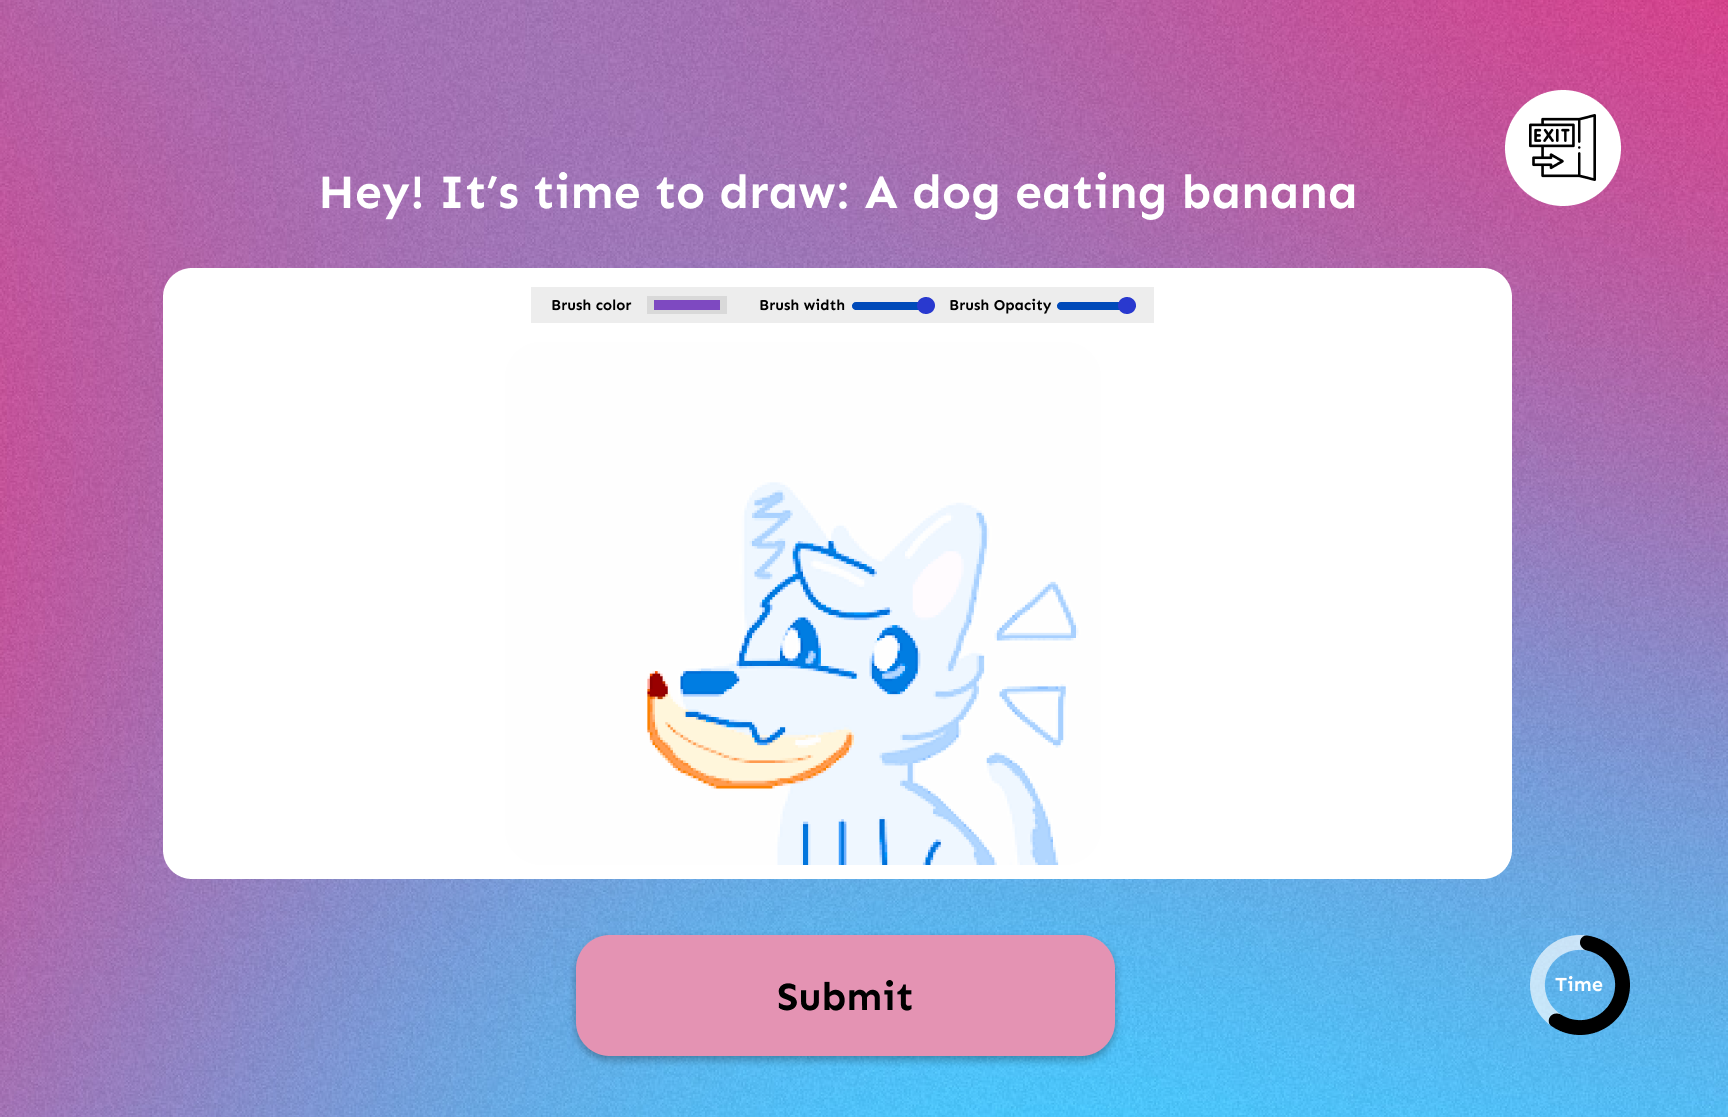 EXIT
Hey! It’s time to draw: A dog eating banana
Brush color Brush width Brush Opacity
Submit
Time